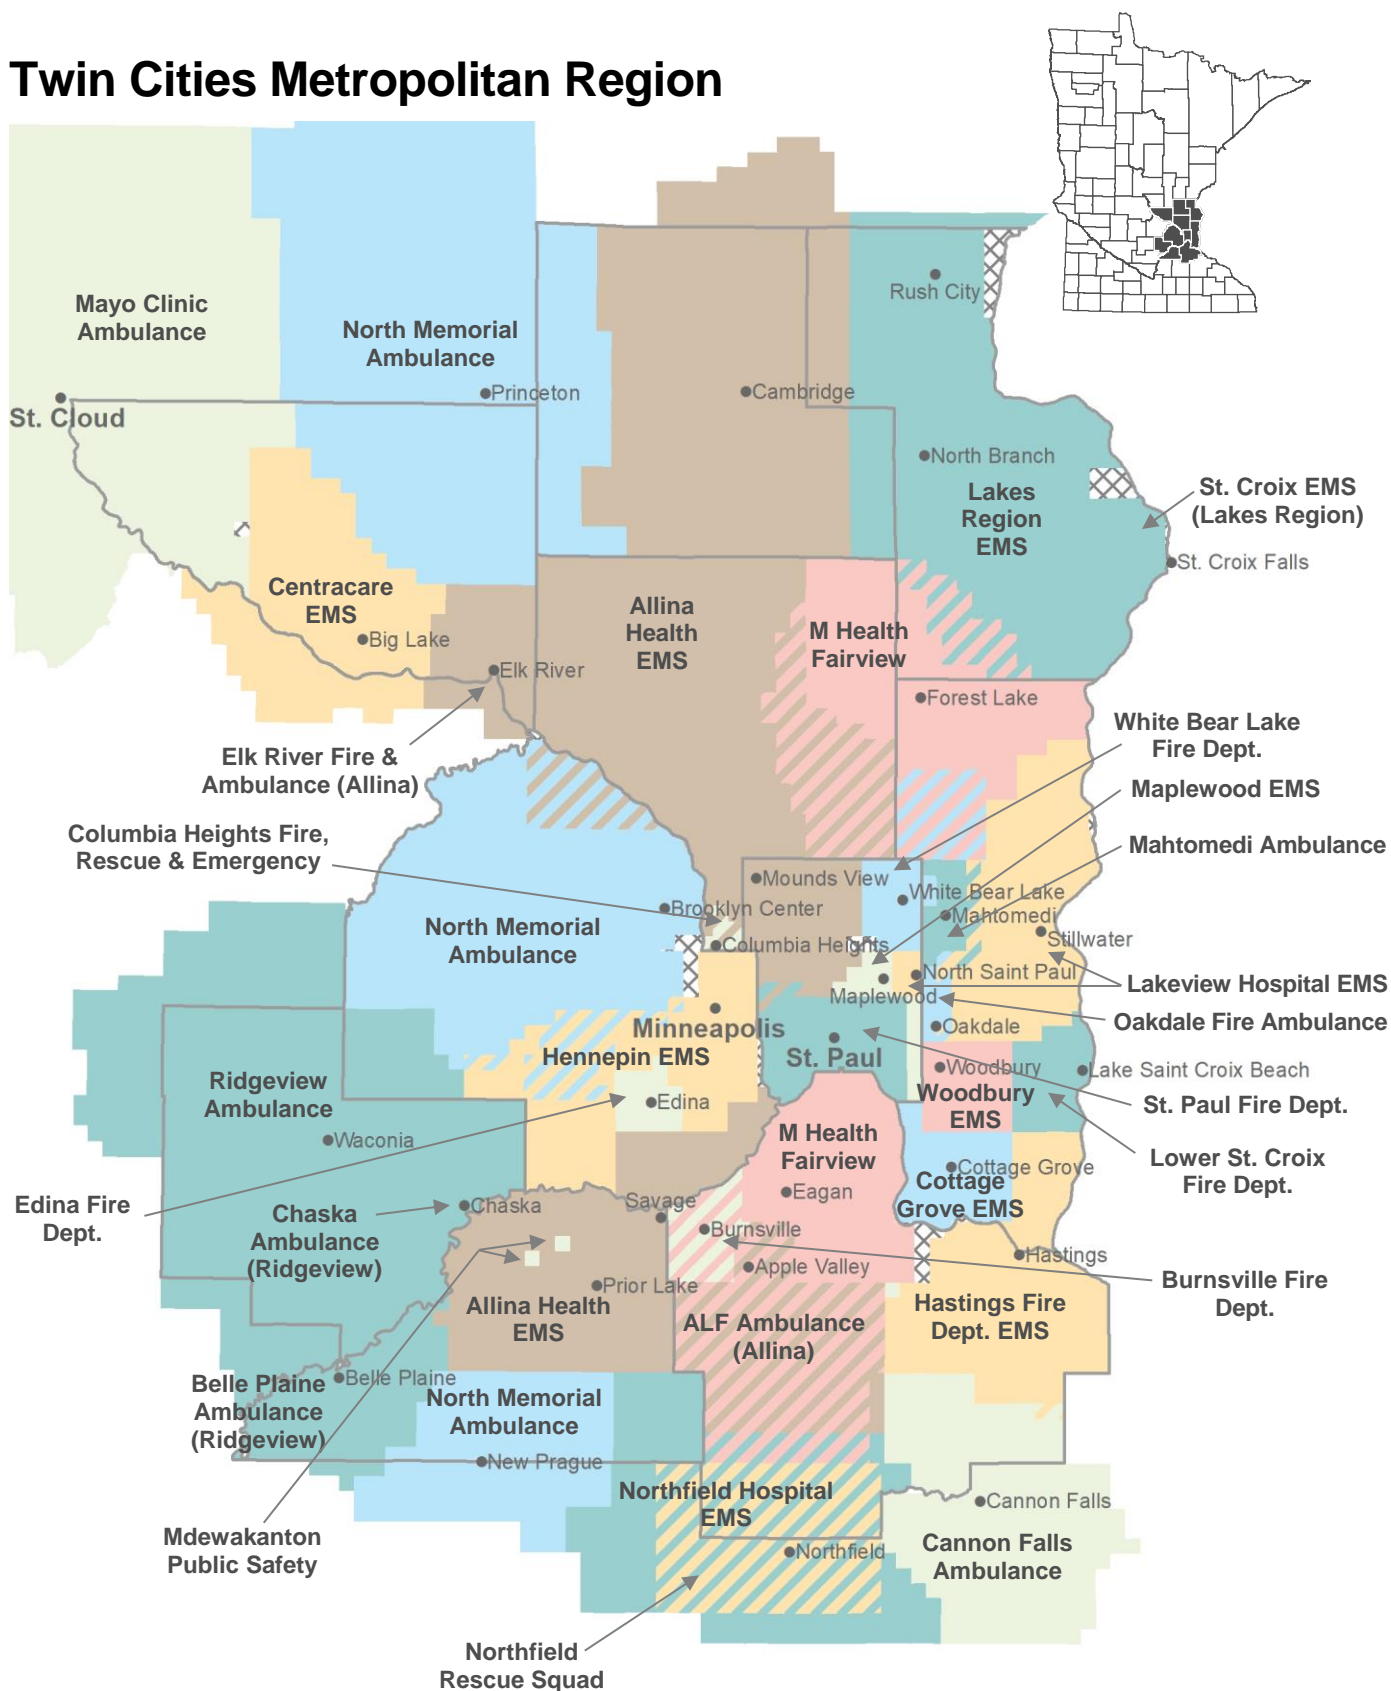 Twin Cities Metropolitan Region
Mayo Clinic
Ambulance
North Memorial
Ambulance
Princeton
St. Cloud
Rush City
Cambridge
North Branch
Lakes
Region
EMS
St. Croix EMS
(Lakes Region)
St. Croix Falls
Centracare
EMS
Big Lake
Elk River
Allina
Health
EMS
M Health
Fairview
Forest Lake
Elk River Fire &
Ambulance (Allina)
White Bear Lake
Fire Dept.
Maplewood EMS
Columbia Heights Fire,
Rescue & Emergency
Mahtomedi Ambulance
Mounds View
White Bear Lake
Brooklyn Center
Mahtomedi
North Memorial
Ambulance
Columbia Heights
Stillwater
North Saint Paul
Lakeview Hospital EMS
Maplewood
Oakdale Fire Ambulance
Minneapolis
Oakdale
Hennepin EMS
St. Paul
Woodbury
Lake Saint Croix Beach
Ridgeview
Ambulance
Woodbury
EMS
Edina
St. Paul Fire Dept.
Waconia
M Health
Fairview
Lower St. Croix
Fire Dept.
Cottage Grove
Cottage
Grove EMS
Eagan
Edina Fire
Dept.
Chaska
Savage
Chaska
Ambulance
(Ridgeview)
Burnsville
Hastings
Apple Valley
Burnsville Fire
Dept.
Prior Lake
Allina Health
EMS
ALF Ambulance
(Allina)
Hastings Fire
Dept. EMS
Belle Plaine
Belle Plaine
Ambulance
(Ridgeview)
North Memorial
Ambulance
New Prague
Northfield Hospital
EMS
Cannon Falls
Mdewakanton
Public Safety
Northfield
Cannon Falls
Ambulance
Northfield
Rescue Squad